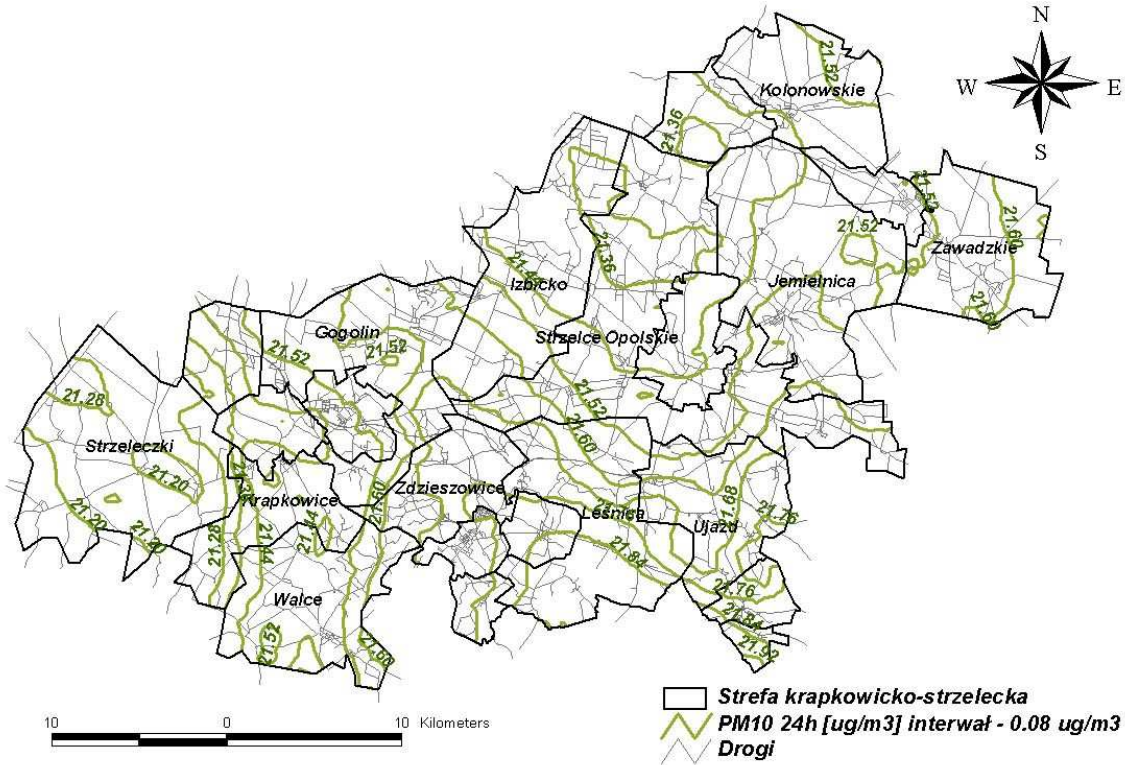 N
21.52
Kolonowskie
W
E
21.36
S
21.52
21.60
21.52
Zawadzkie
21.36
Jemielnica
Izbicko
21.60
Gogolin
Strzelce Opolskie
21.52
21.52
21.28
21.52
Strzeleczki
21.60
21.20
Zdzieszowice
21.60
Krapkowice
21.68
21.76
Leśnica
Ujazd
21.20
21.28
21.44
21.44
21.84
21.76
Walce
21.84
21.52
21.60
21.92
Strefa krapkowicko-strzelecka
10
0
10
Kilometers
PM10 24h [ug/m3] interwał - 0.08 ug/m3
Drogi